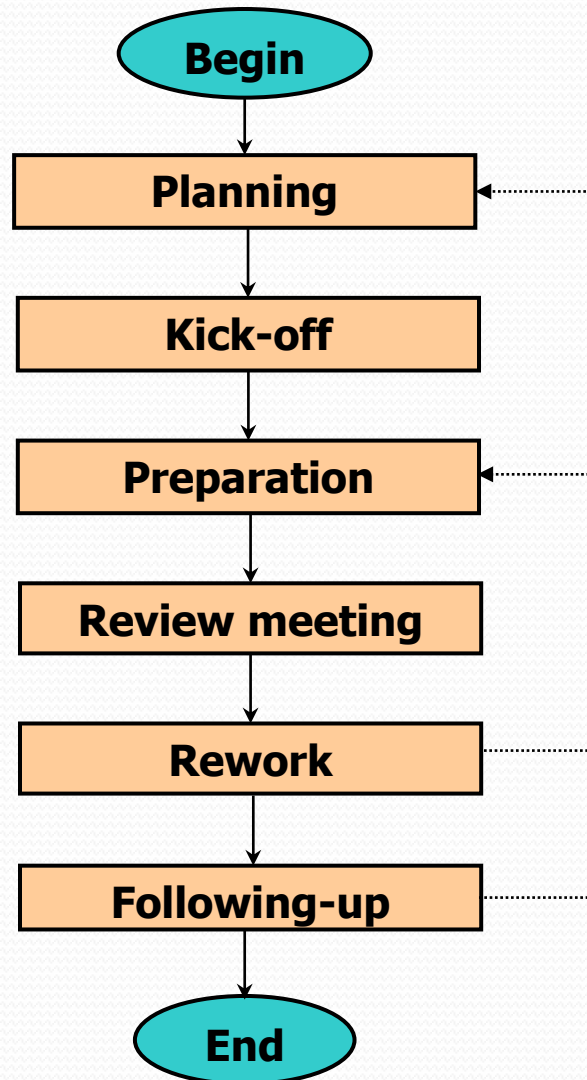 Begin
Planning
Kick-off
Preparation
Review meeting
Rework
Following-up
End